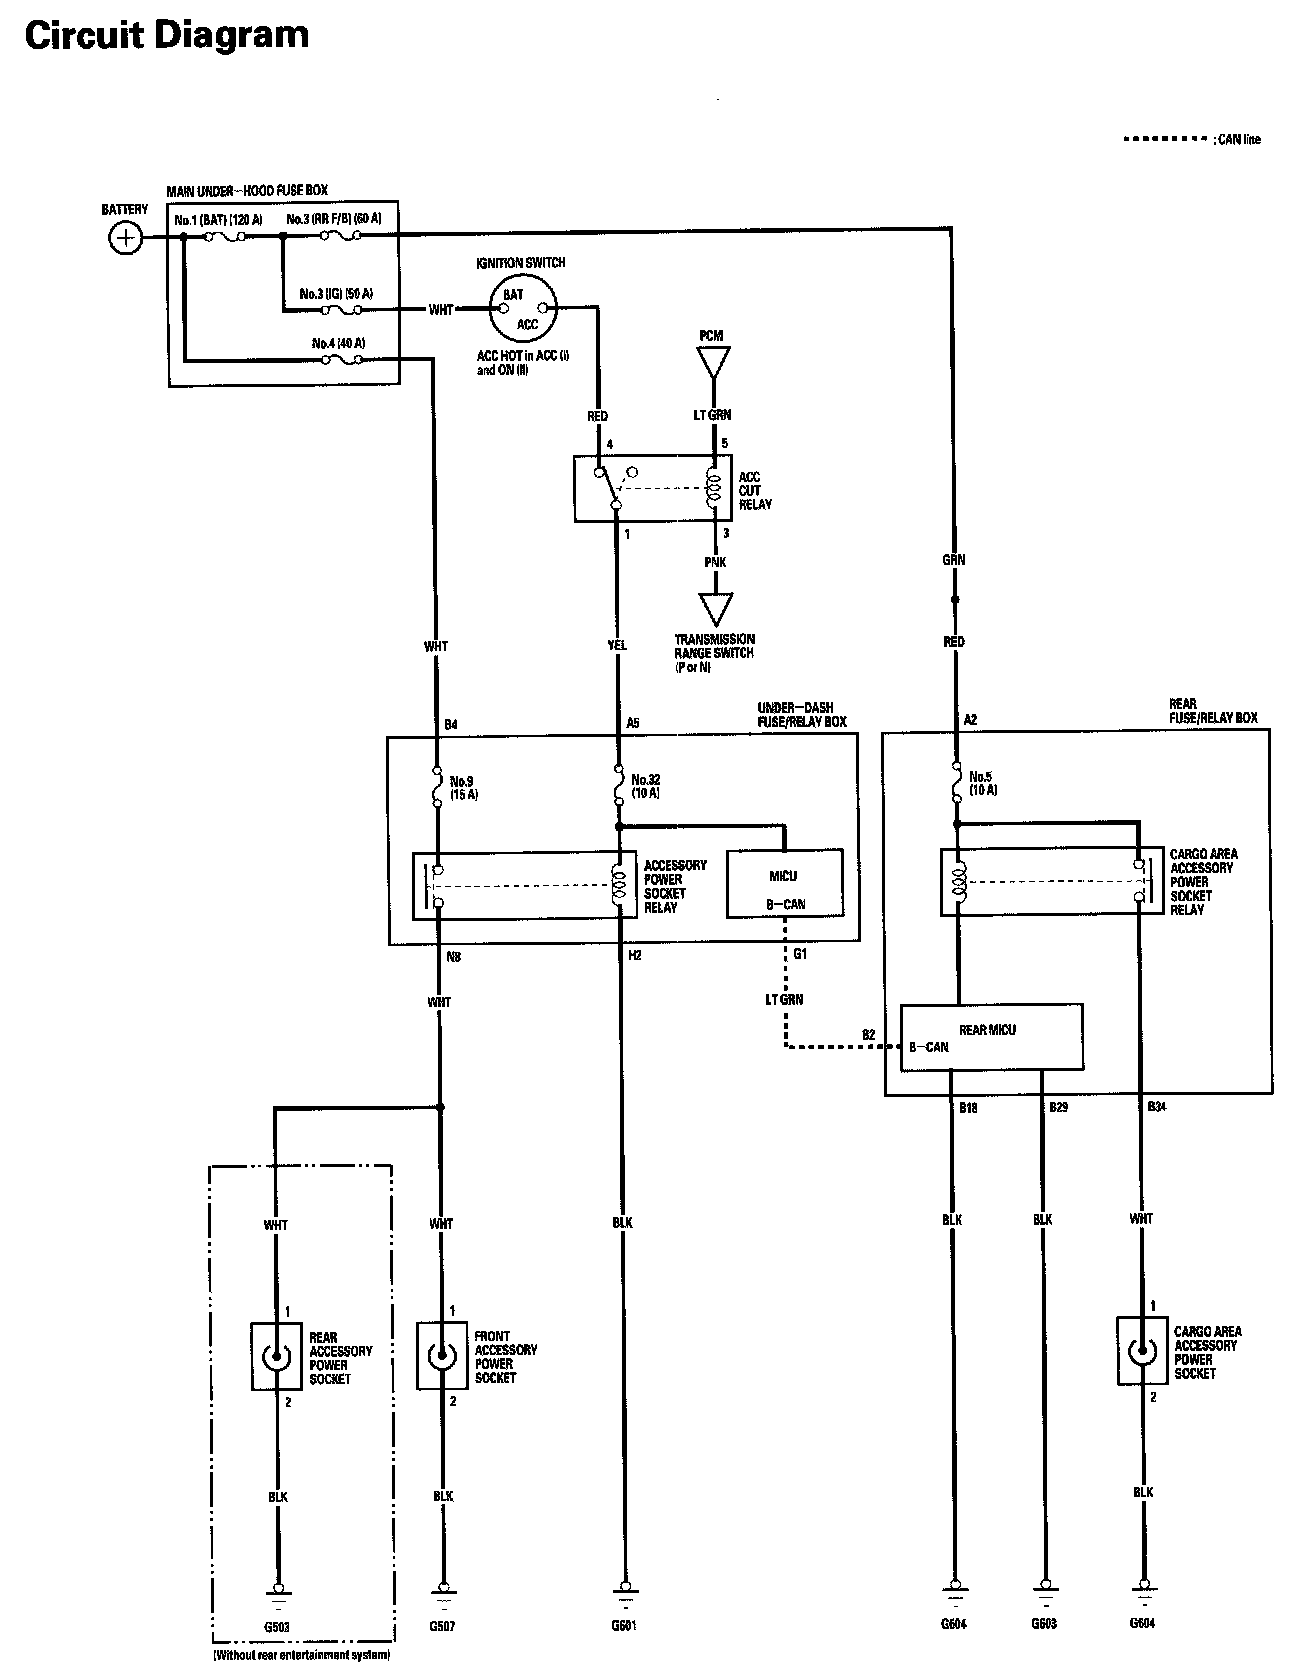 Circuit Diagram
: CAN line
MAIN UNDER-HOOD FUSE BOX
BATTERY
No.1 (BAT) (120 A)
No.3 (RR F/B) (60 A)
+
IGNITION SWITCH
No.3 (IG) (50 A)
WHT
BAT
ACC
No.4 (40 A)
ACC HOT in ACC (I)
and ON (II)
PCM
RED
LT GRN
4
5
ACC
CUT
RELAY
1
3
PNK
GRN
TRANSMISSION
RANGE SWITCH
(P or N)
WHT
YEL
RED
UNDER-DASH
FUSE/RELAY BOX
REAR
FUSE/RELAY BOX
B4
A5
A2
No.9
(15 A)
No.32
(10 A)
No.5
(10 A)
ACCESSORY
POWER
SOCKET
RELAY
MICU
B-CAN
CARGO AREA
ACCESSORY
POWER
SOCKET
RELAY
N8
H2
G1
WHT
LT GRN
B2
REAR MICU
B-CAN
B18
B29
B34
WHT
WHT
BLK
BLK
BLK
WHT
1
1
1
REAR
ACCESSORY
POWER
SOCKET
FRONT
ACCESSORY
POWER
SOCKET
CARGO AREA
ACCESSORY
POWER
SOCKET
2
2
2
BLK
BLK
BLK
G503
G507
G601
G604
G603
G604
(Without rear entertainment system)